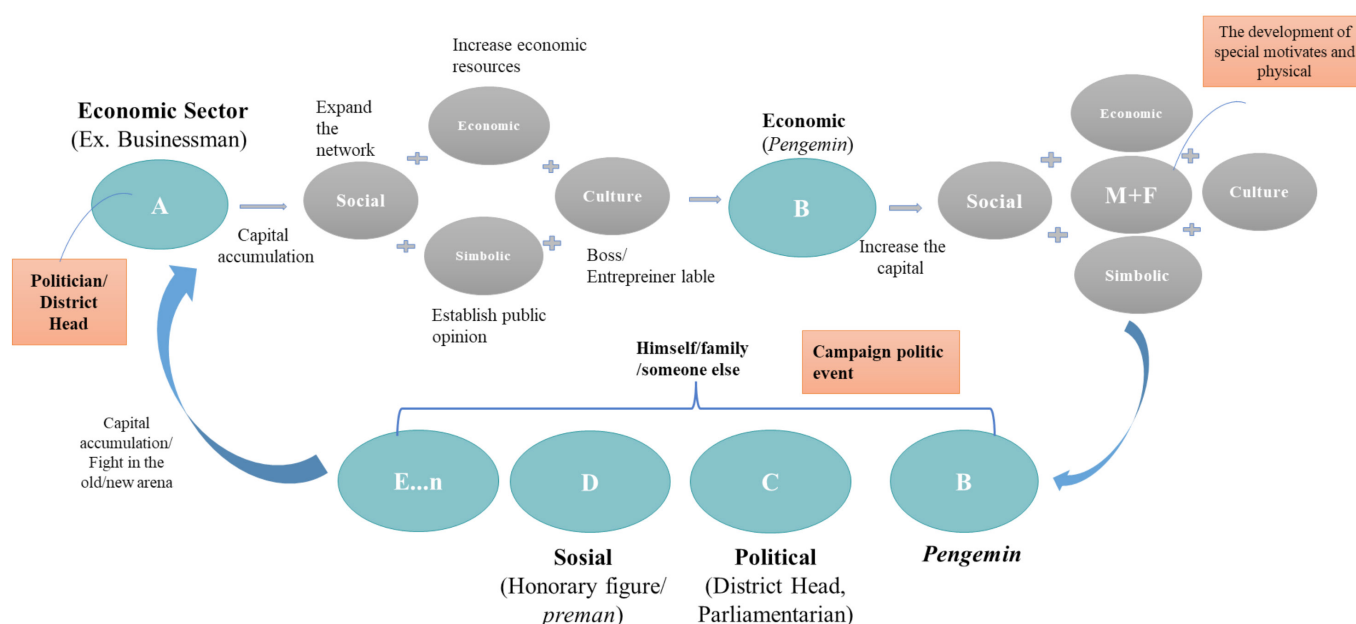 Economic Sector
(Ex. Businessman)
A
Politician/
District
Head
Capital
accumulation
Expand
the
network
Social
Increase economic
resources
Economic
Simbolic
Establish public
opinion
Culture
Boss/
Entrepreiner lable
Economic
(Pengemin)
B
Increase the
capital
Social
Economic
M+F
Simbolic
Culture
The development of
special motivates and
physical
Himself/family
/someone else
Campaign politic
event
Capital
accumulation/
Fight in the
old/new arena
E...n
D
C
B
Sosial
(Honorary figure/
preman)
Political
(District Head,
Parliamentarian)
Pengemin